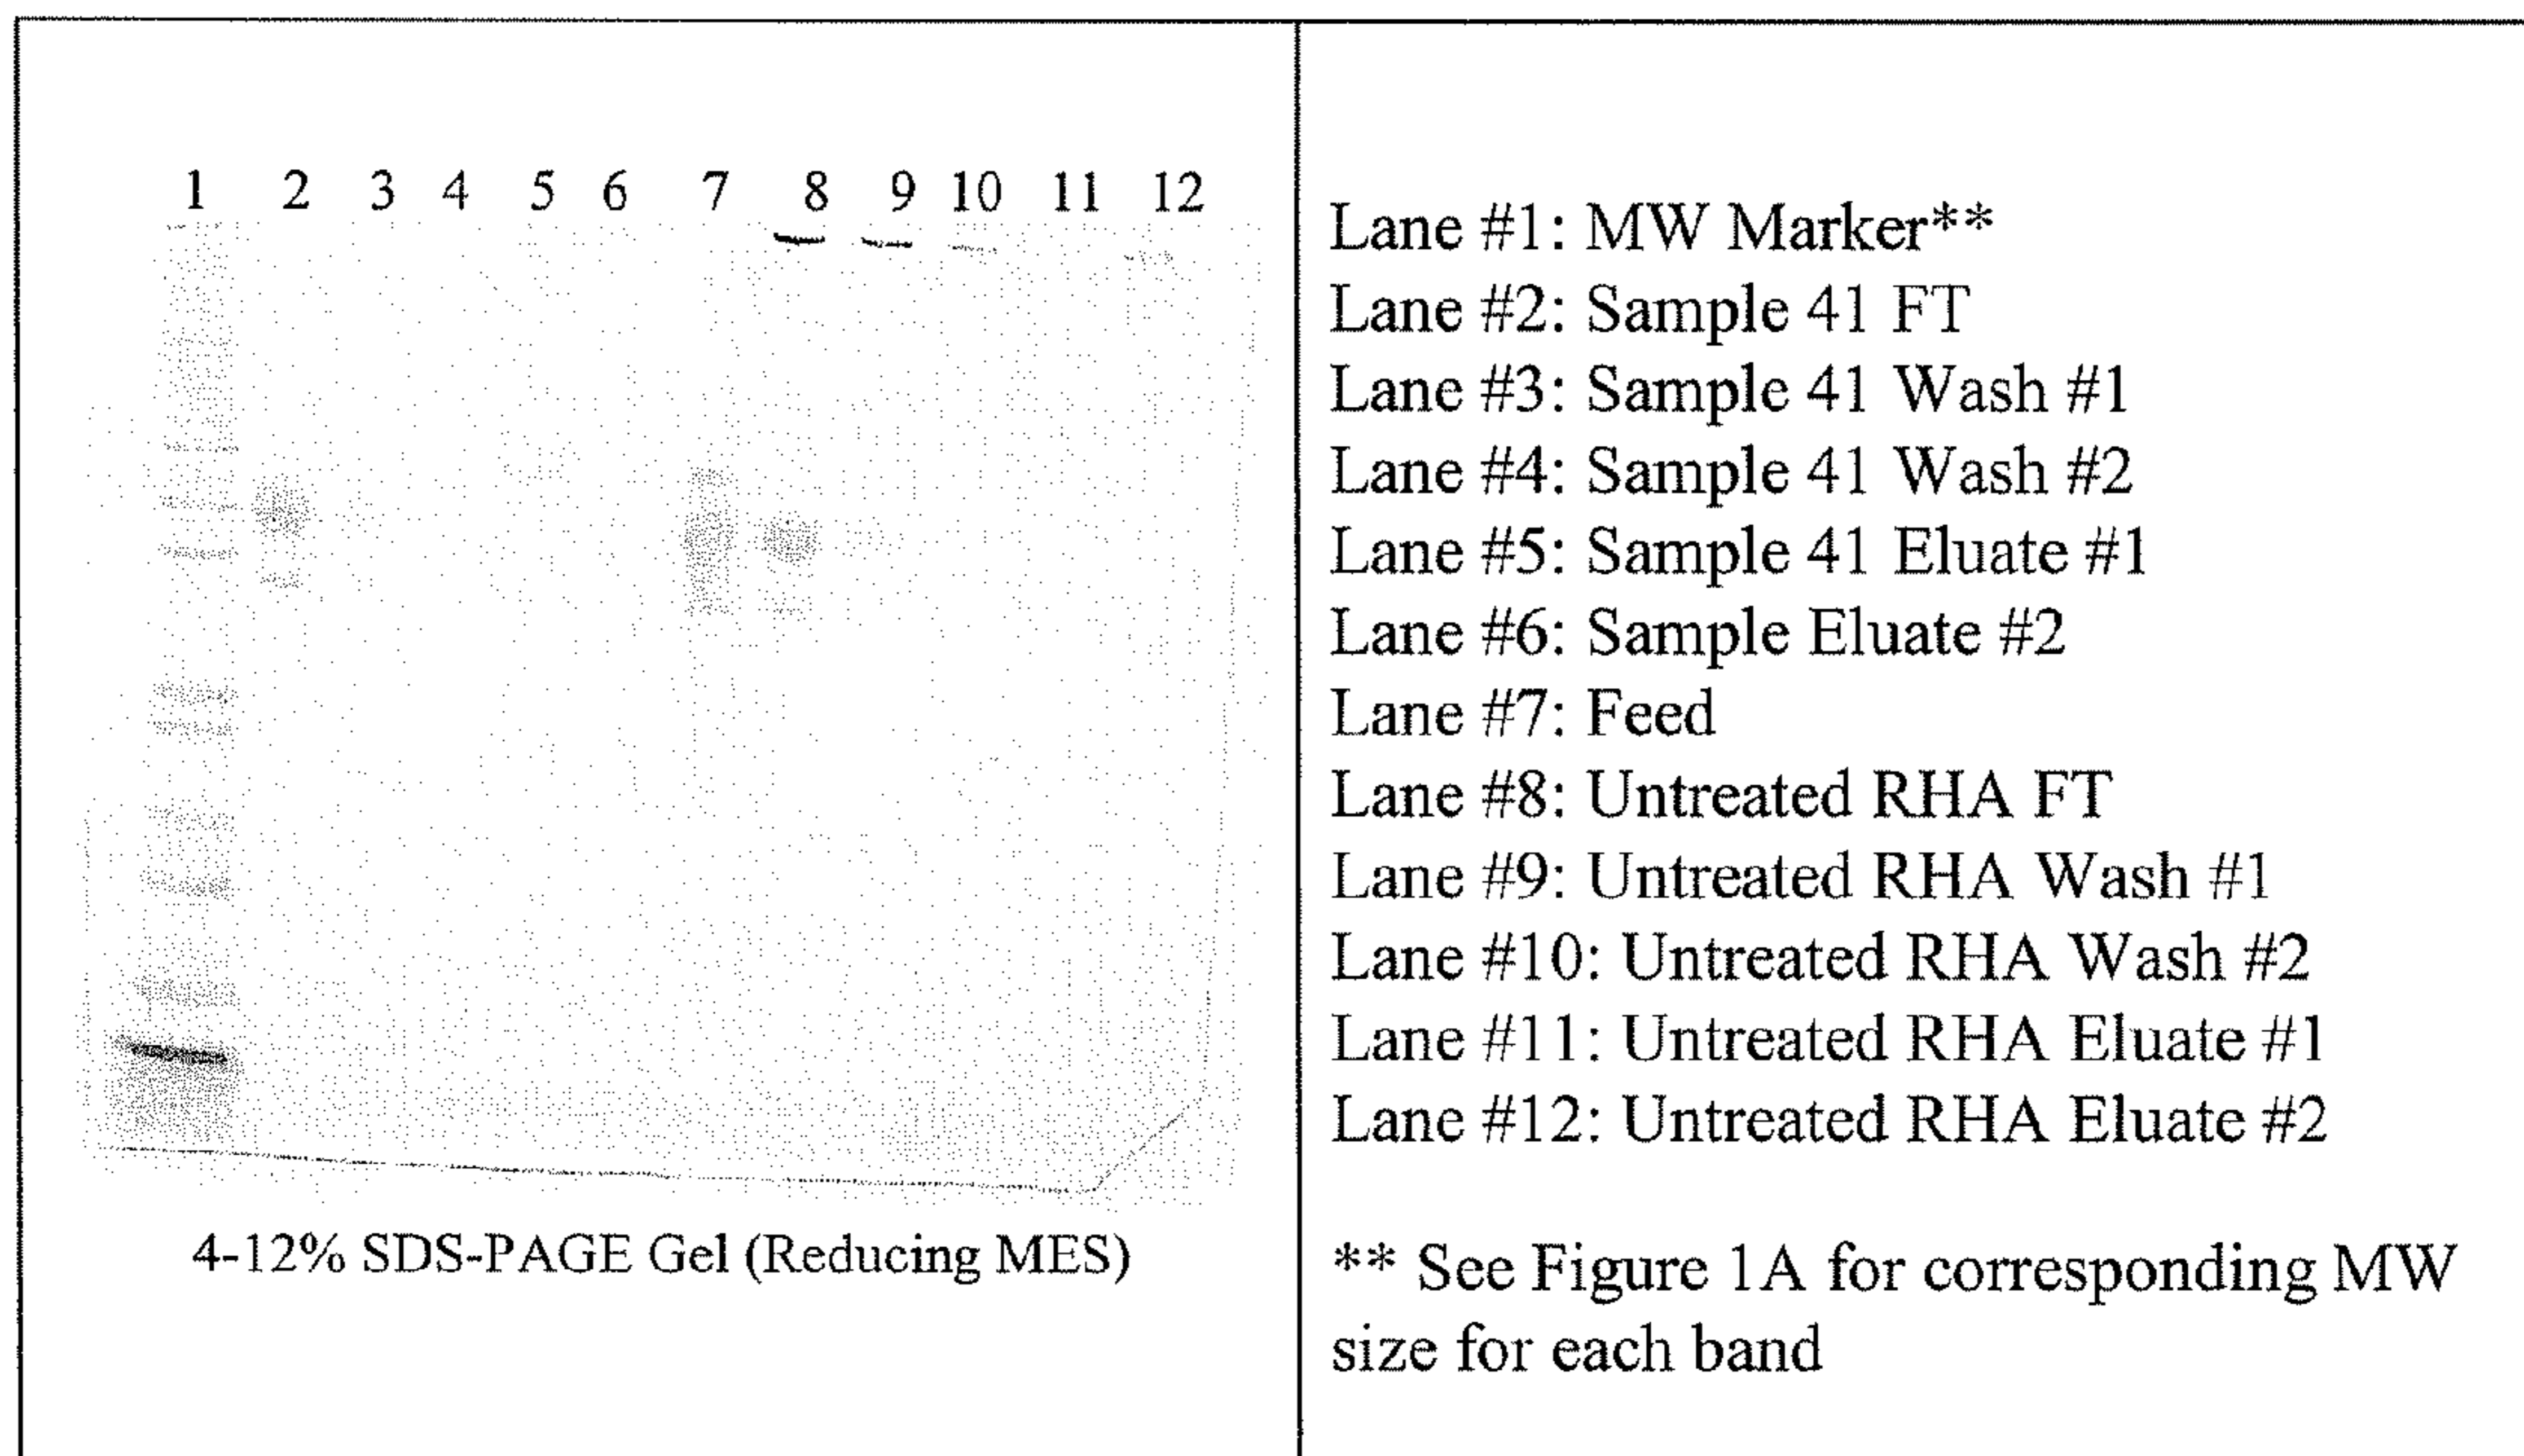 1 2 3 4 5 6 7 8 9 10 11 12
4-12% SDS-PAGE Gel (Reducing MES)
Lane #1: MW Marker**
Lane #2: Sample 41 FT
Lane #3: Sample 41 Wash #1
Lane #4: Sample 41 Wash #2
Lane #5: Sample 41 Eluate #1
Lane #6: Sample Eluate #2
Lane #7: Feed
Lane #8: Untreated RHA FT
Lane #9: Untreated RHA Wash #1
Lane #10: Untreated RHA Wash #2
Lane #11: Untreated RHA Eluate #1
Lane #12: Untreated RHA Eluate #2
** See Figure 1A for corresponding MW
size for each band